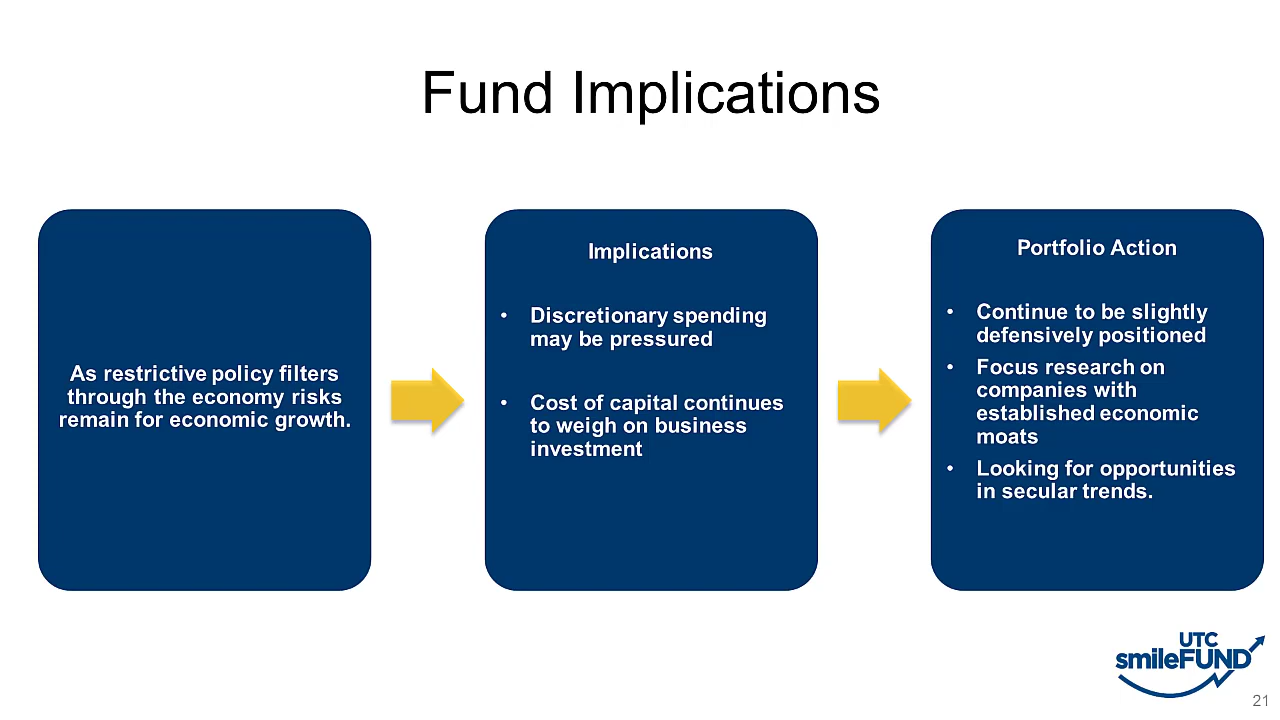 Fund Implications
As restrictive policy filters
through the economy risks
remain for economic growth.
Implications
• Discretionary spending
may be pressured
• Cost of capital continues
to weigh on business
investment
Portfolio Action
• Continue to be slightly
defensively positioned
• Focus research on
companies with
established economic
moats
• Looking for opportunities
in secular trends.
UTC
smileFUND
21